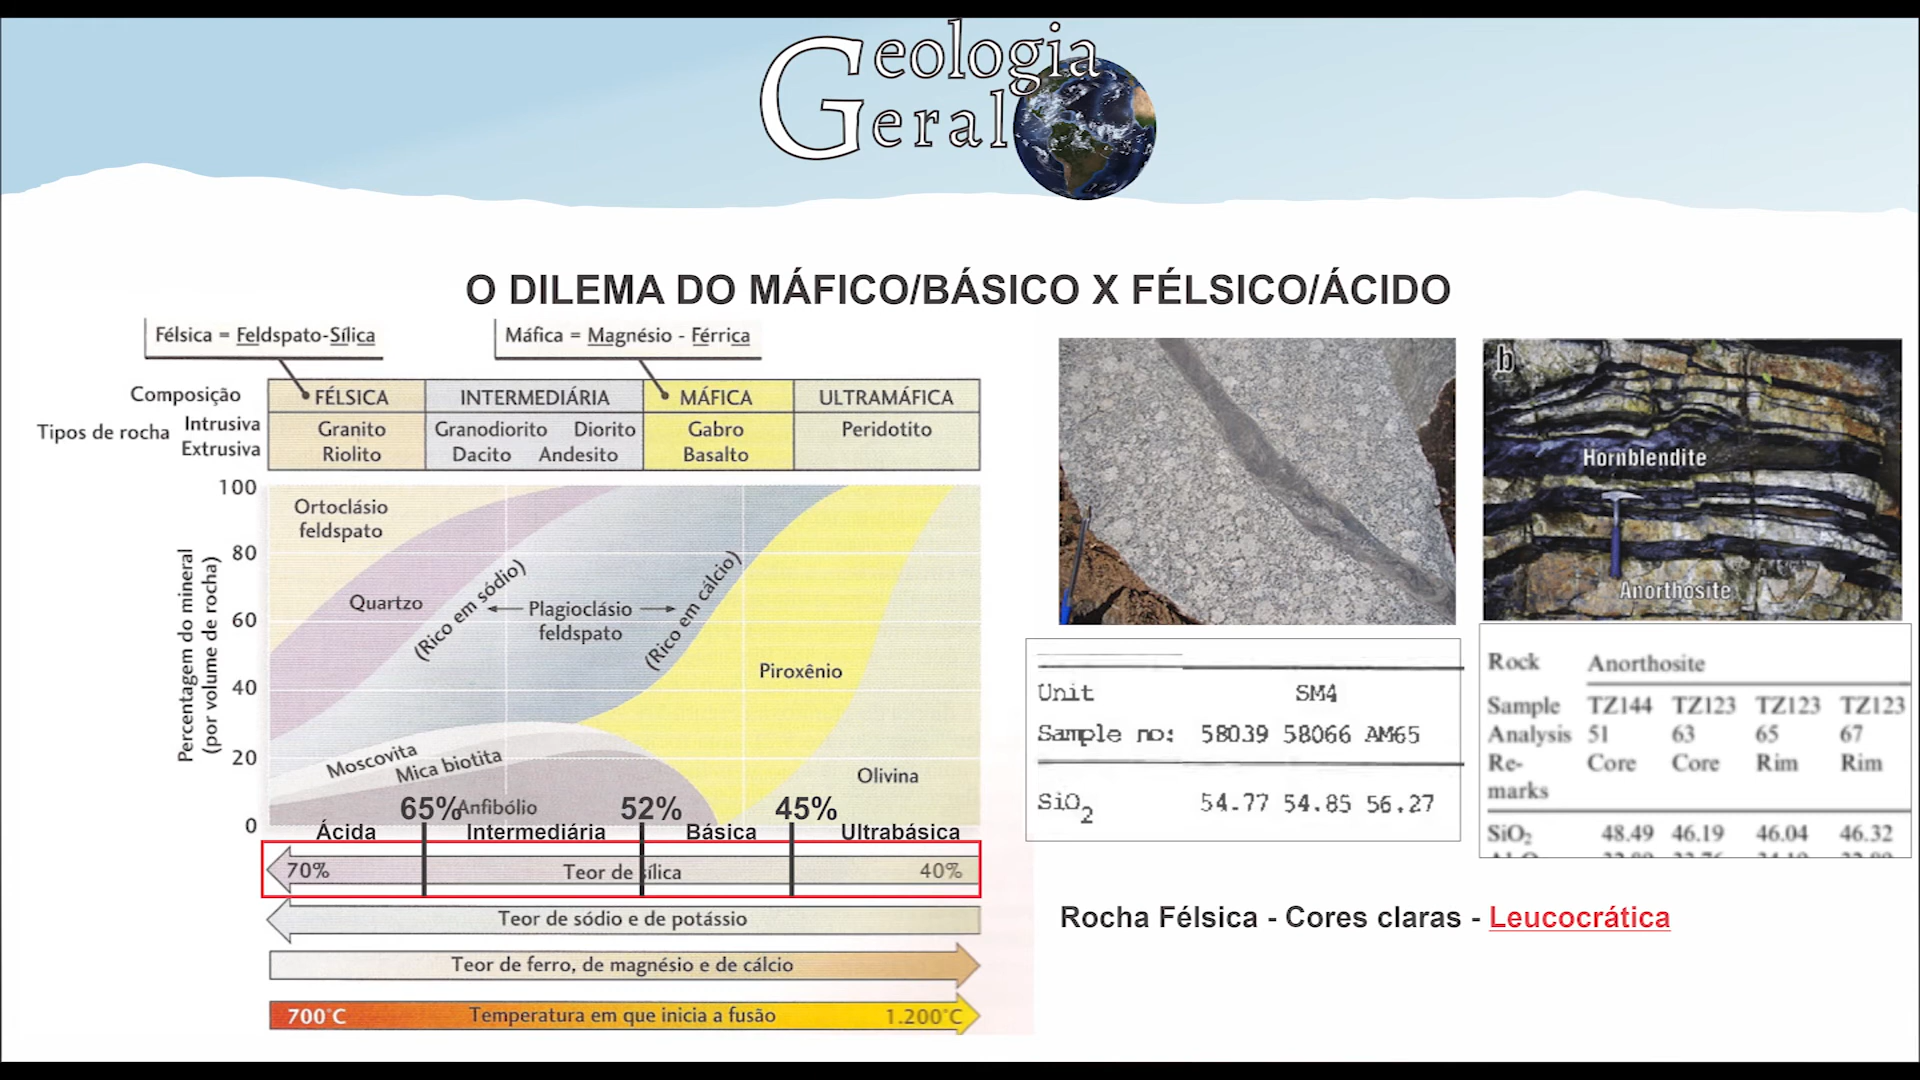 Geologia
Geral
O DILEMA DO MÁFICO/BÁSICO X FÉLSICO/ÁCIDO
Félsica = Feldspato-Sílica
Máfica = Magnésio - Férrica
Composição
FÉLSICA
INTERMEDIÁRIA
MÁFICA
ULTRAMÁFICA
Tipos de rocha
Intrusiva
Extrusiva
Granito
Riolito
Granodiorito Diorito
Dacito Andesito
Gabro
Basalto
Peridotito
Percentagem do mineral
(por volume de rocha)
100
80
60
40
20
0
Ortoclásio
feldspato
Quartzo
(Rico em sódio)
Plagioclásio
feldspato
(Rico em cálcio)
Piroxênio
Moscovita
Mica biotita
Anfibólio
Olivina
65%
52%
45%
Ácida
Intermediária
Básica
Ultrabásica
70% Teor de sílica 40%
Teor de sódio e de potássio
Teor de ferro, de magnésio e de cálcio
700°C Temperatura em que inicia a fusão 1.200°C
b
Hornblendite
Anorthosite
Unit SM4
Sample no: 58039 58066 AM65
SiO2 54.77 54.85 56.27
Rock Anorthosite
Sample TZ144 TZ123 TZ123 TZ123
Analysis 51 63 65 67
Re- Core Core Rim Rim
marks
SiO2 48.49 46.19 46.04 46.32
Rocha Félsica - Cores claras - Leucocrática